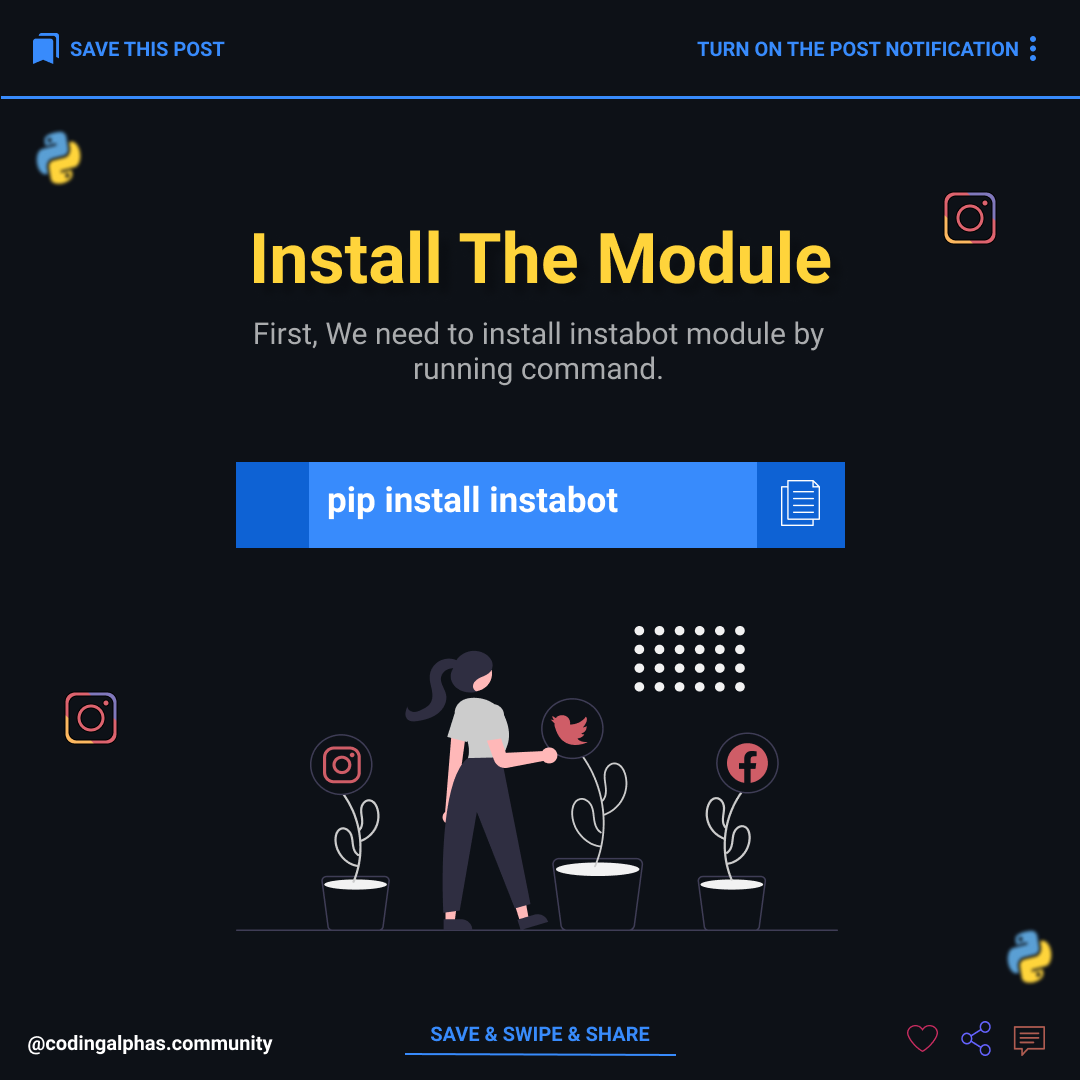 SAVE THIS POST
TURN ON THE POST NOTIFICATION
Install The Module
First, We need to install instabot module by
running command.
pip install instabot
@codingalphas.community
SAVE & SWIPE & SHARE